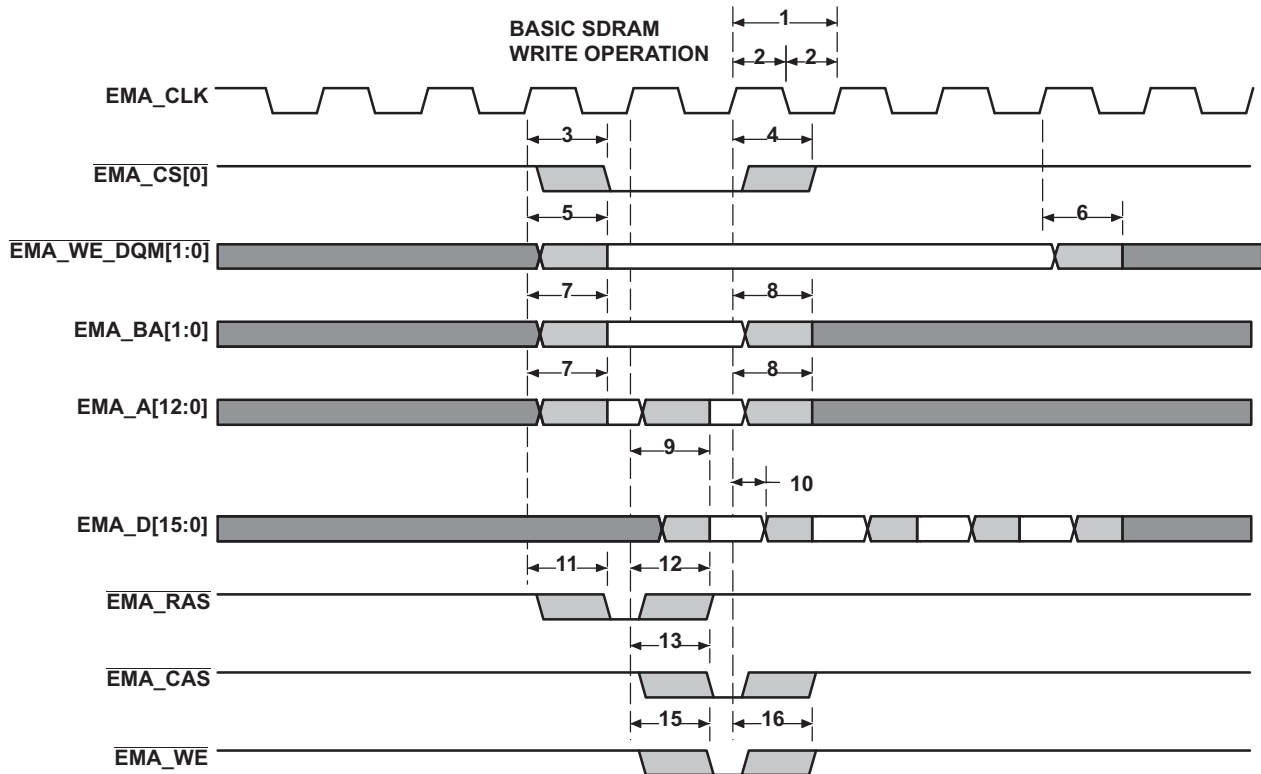 BASIC SDRAM
WRITE OPERATION
1
2 2
EMA_CLK
3 4
EMA_CS[0]
5 6
EMA_WE_DQM[1:0]
7 8
EMA_BA[1:0]
7 8
EMA_A[12:0]
9
10
EMA_D[15:0]
11 12
EMA_RAS
13
EMA_CAS
15 16
EMA_WE